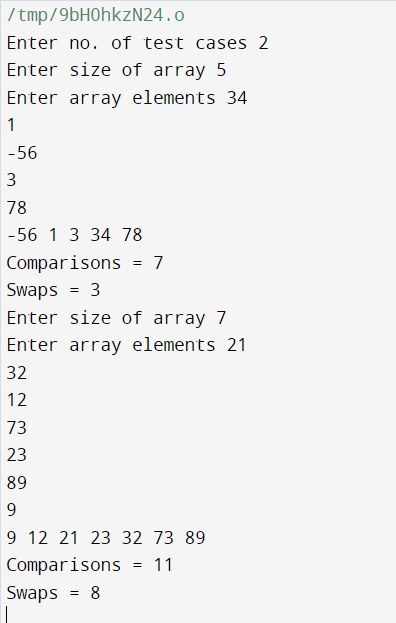 /tmp/9bH0hkzN24.o
Enter no. of test cases 2
Enter size of array 5
Enter array elements 34
1
-56
3
78
-56 1 3 34 78
Comparisons = 7
Swaps = 3
Enter size of array 7
Enter array elements 21
32
12
73
23
89
9
9 12 21 23 32 73 89
Comparisons = 11
Swaps = 8